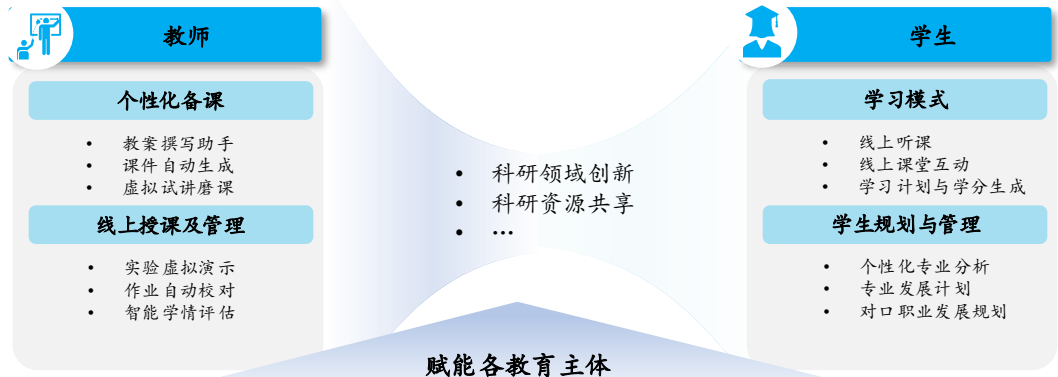 教师
个性化备课
• 教案撰写助手
• 课件自动生成
• 虚拟试讲磨课
线上授课及管理
• 实验虚拟演示
• 作业自动校对
• 智能学情评估
• 科研领域创新
• 科研资源共享
• …
学生
学习模式
• 线上听课
• 线上课堂互动
• 学习计划与学分生成
学生规划与管理
• 个性化专业分析
• 专业发展计划
• 对口职业发展规划
赋能各教育主体